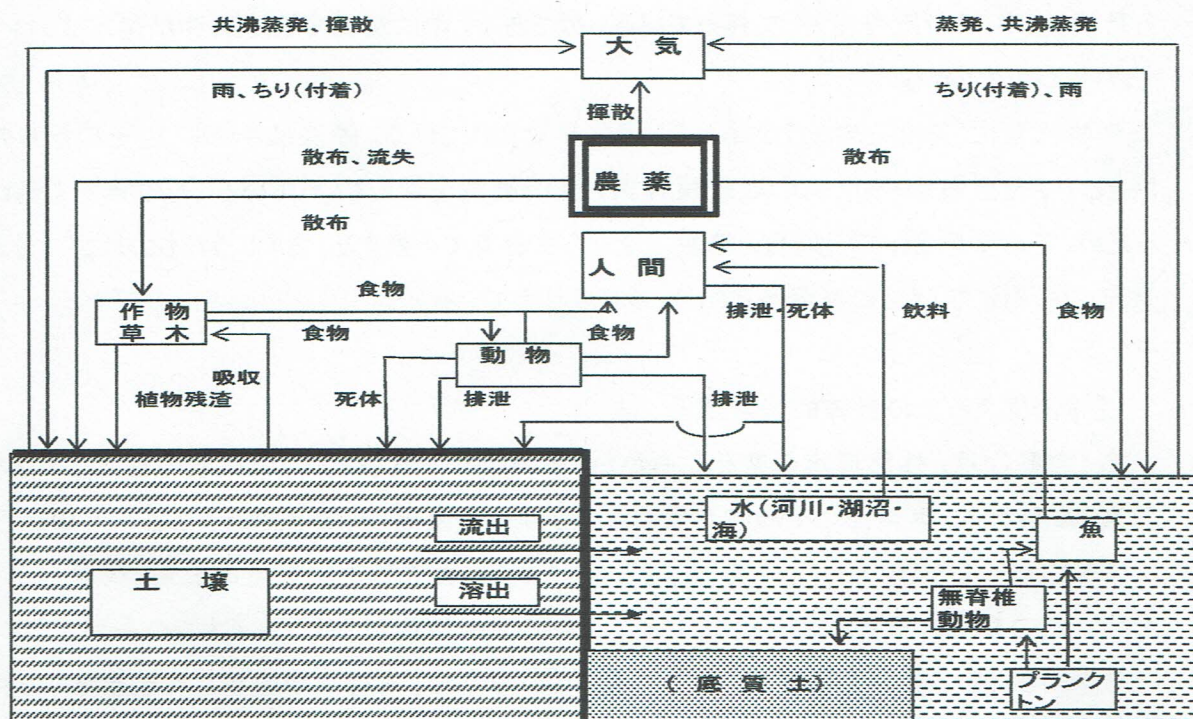 共沸蒸発、揮散
蒸発、共沸蒸発
大 気
雨、ちり(付着)
ちり(付着)、雨
揮散
散布、流失
散布
農 薬
散布
人 間
食物
排泄・死体
飲料
食物
作 物
草 木
食物
食物
動 物
吸収
植物残渣
死体
排泄
排泄
水(河川・湖沼・
海)
流出
魚
土 壌
溶出
無脊椎
動物
(底質土)
プランク
トン